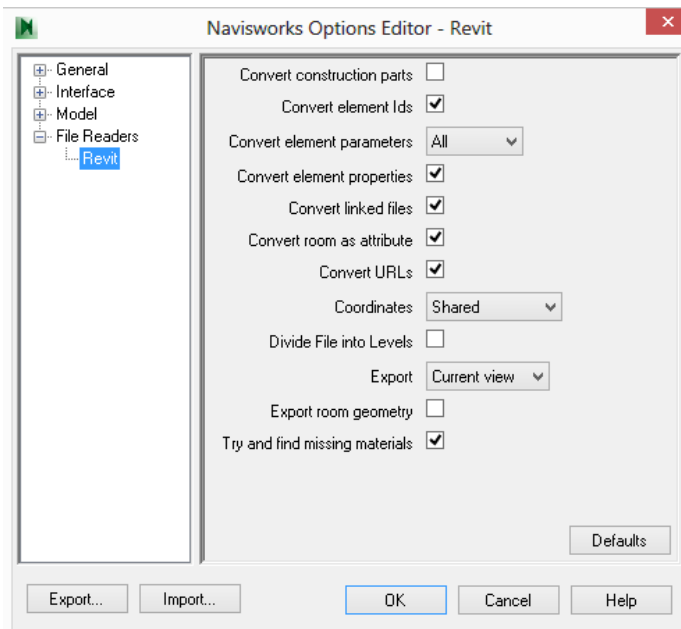 Navisworks Options Editor - Revit
General
Interface
Model
File Readers
Revit
Convert construction parts
Convert element Ids
Convert element parameters All
Convert element properties
Convert linked files
Convert room as attribute
Convert URLs
Coordinates Shared
Divide File into Levels
Export Current view
Export room geometry
Try and find missing materials
Defaults
Export... Import... OK Cancel Help